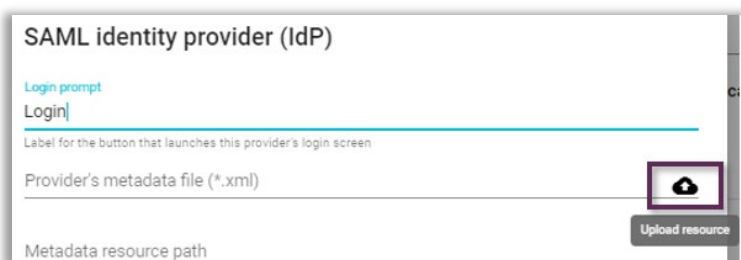 SAML identity provider (IdP)
Login prompt
Login
Label for the button that launches this provider's login screen
Provider's metadata file (*.xml)
Upload resource
Metadata resource path